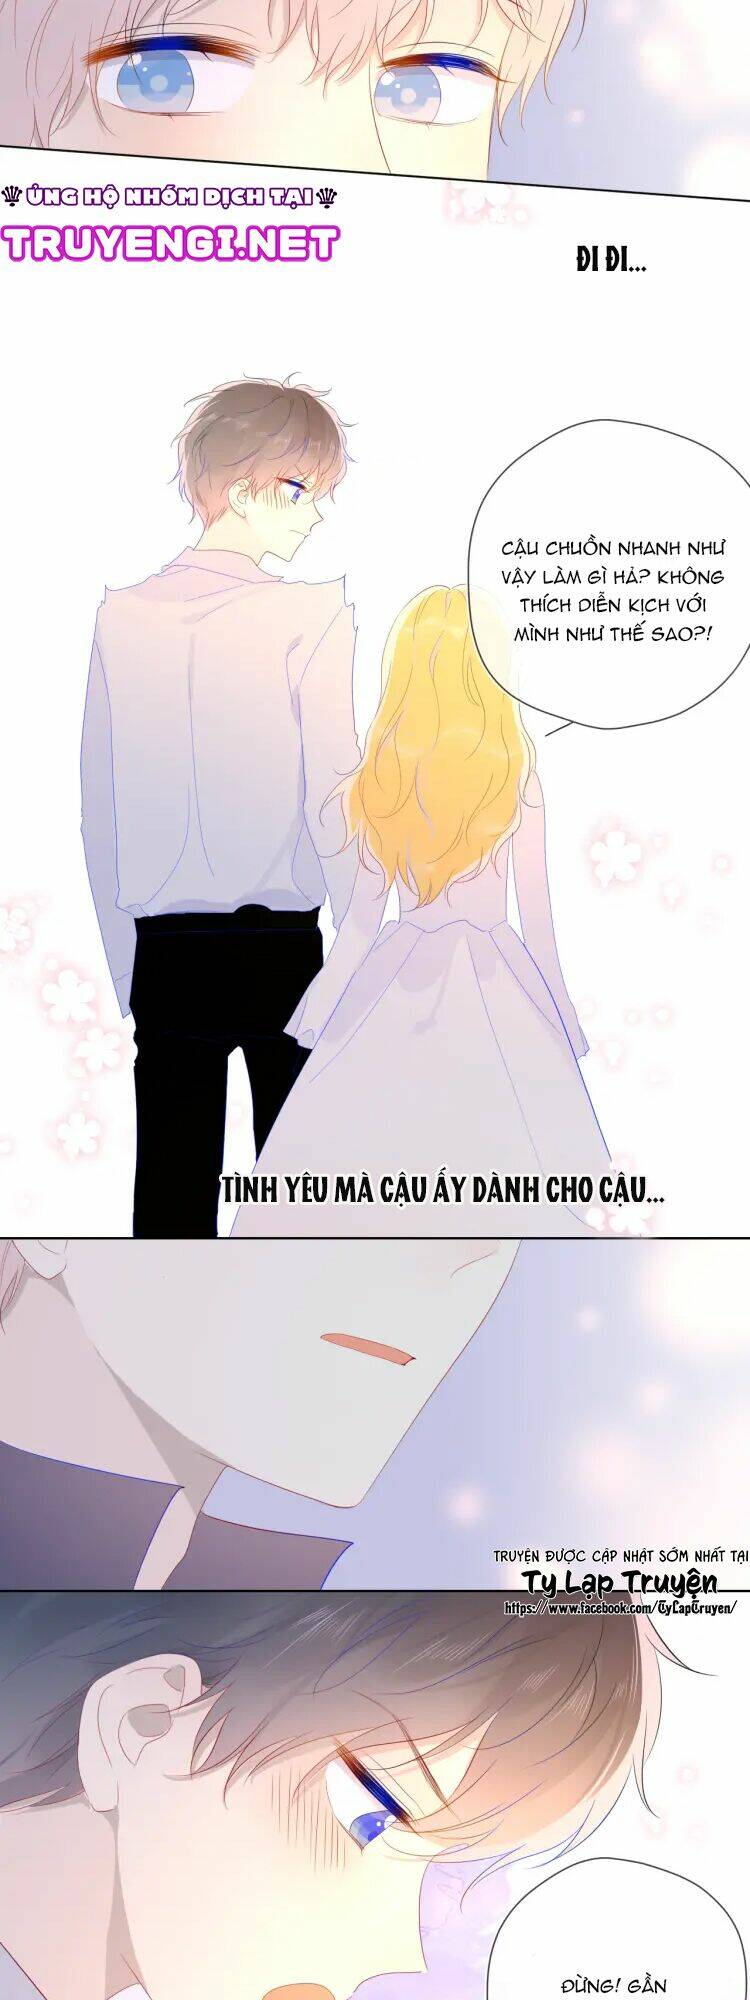 ỦNG HỘ NHÓM DỊCH TẠI
TRUYENGI.NET
ĐI ĐI...
CẬU CHUỒN NHANH NHƯ
VẬY LÀM GÌ HẢ? KHÔNG
THÍCH DIỄN KỊCH VỚI
MÌNH NHƯ THẾ SAO?!
TÌNH YÊU MÀ CẬU ẤY DÀNH CHO CẬU...
TRUYỆN ĐƯỢC CẬP NHẬT SỚM NHẤT TẠI
Ty Lạp Truyện
https://www.facebook.com/TyLapTruyen/
ĐỪNG! GẦN